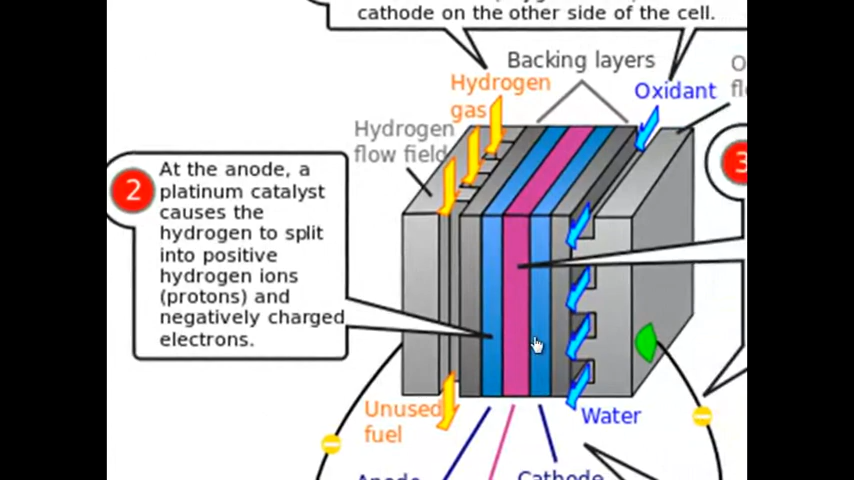 cathode on the other side of the cell.
Backing layers
Hydrogen
gas
Oxidant
Hydrogen
flow field
2
At the anode, a
platinum catalyst
causes the
hydrogen to split
into positive
hydrogen ions
(protons) and
negatively charged
electrons.
3
Unused
fuel
Water
Anode
Cathode